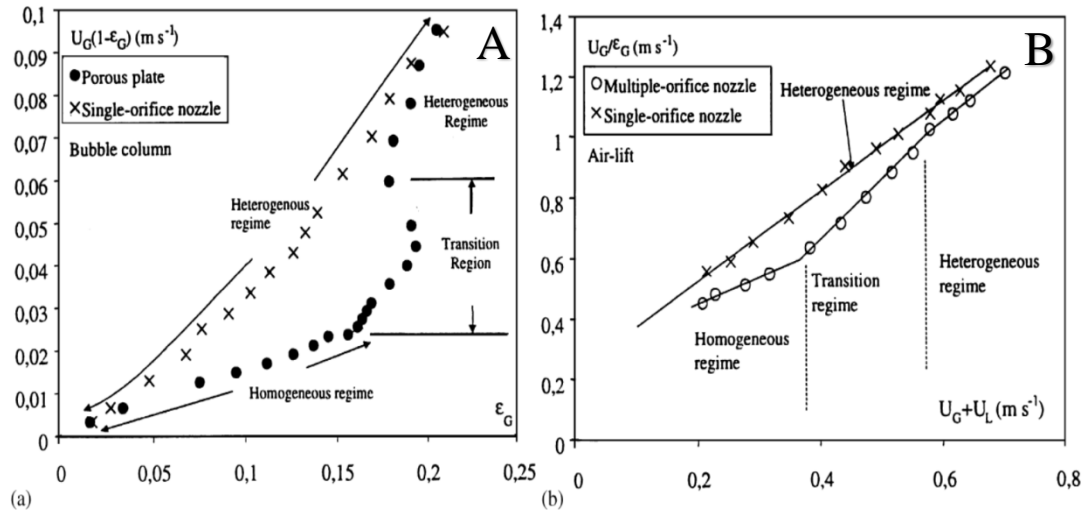 A
U_G(1-ε_G) (m s⁻¹)
● Porous plate
× Single-orifice nozzle
Bubble column
Heterogeneous
Regime
Heterogenous
regime
Transition
Region
Homogeneous regime
ε_G
0,1
0,09
0,08
0,07
0,06
0,05
0,04
0,03
0,02
0,01
0
0
0,05
0,1
0,15
0,2
0,25
(a)
B
U_G/ε_G (m s⁻¹)
○ Multiple-orifice nozzle
× Single-orifice nozzle
Air-lift
Heterogeneous regime
Transition
regime
Heterogeneous
regime
Homogeneous
regime
U_G+U_L (m s⁻¹)
1,4
1,2
1
0,8
0,6
0,4
0,2
0
0
0,2
0,4
0,6
0,8
(b)